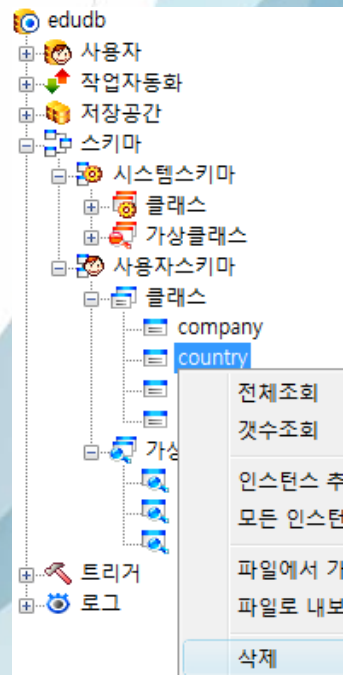 edudb
사용자
작업자동화
저장공간
스키마
시스템스키마
클래스
가상클래스
사용자스키마
클래스
company
country
전체조회
갯수조회
가상
인스턴스 추
모든 인스턴
트리거
파일에서 가
로그
파일로 내보
삭제